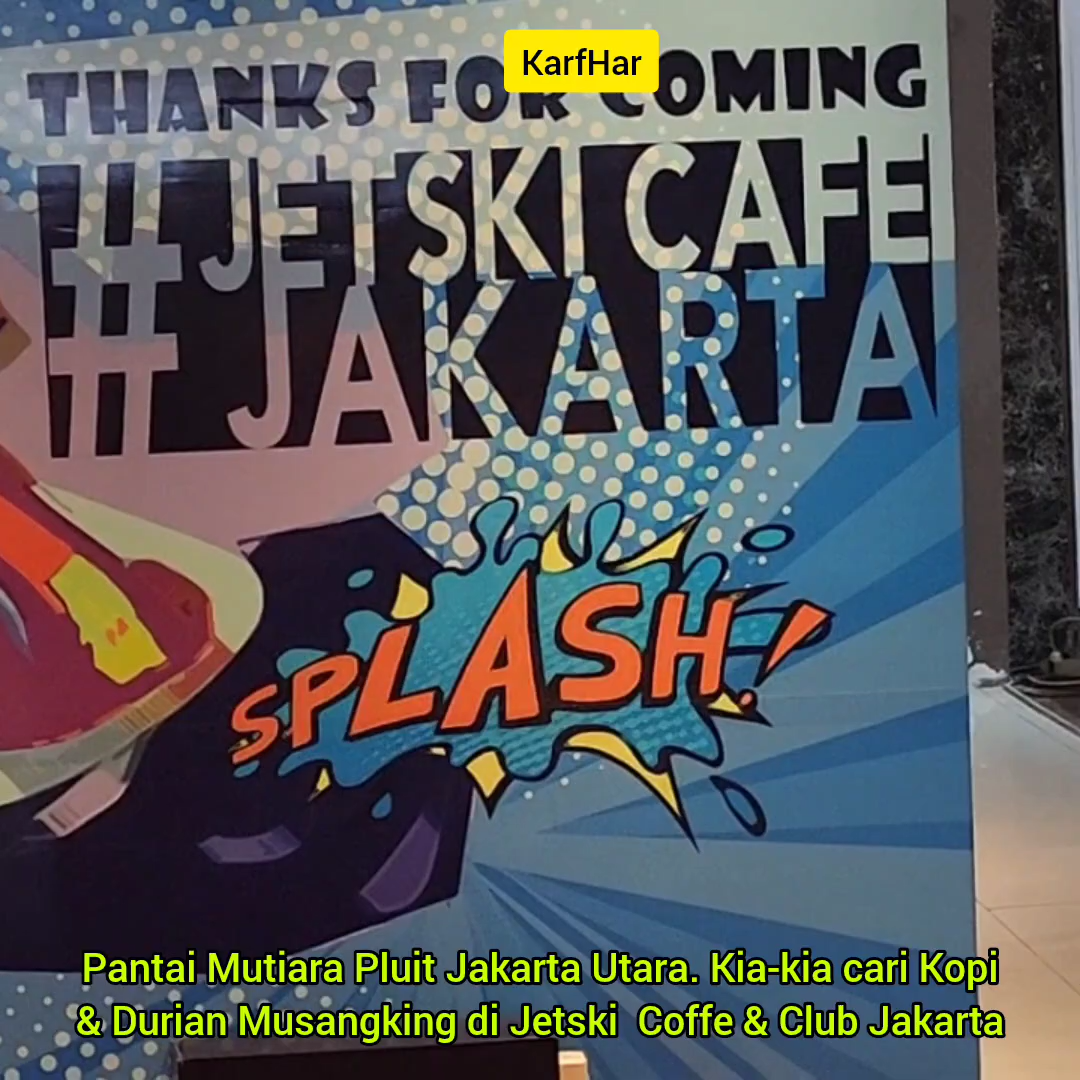 KarfHar
THANKS FOR COMING
#JETSKI CAFE
#JAKARTA
SPLASH!
Pantai Mutiara Pluit Jakarta Utara. Kia-kia cari Kopi
& Durian Musangking di Jetski Coffe & Club Jakarta